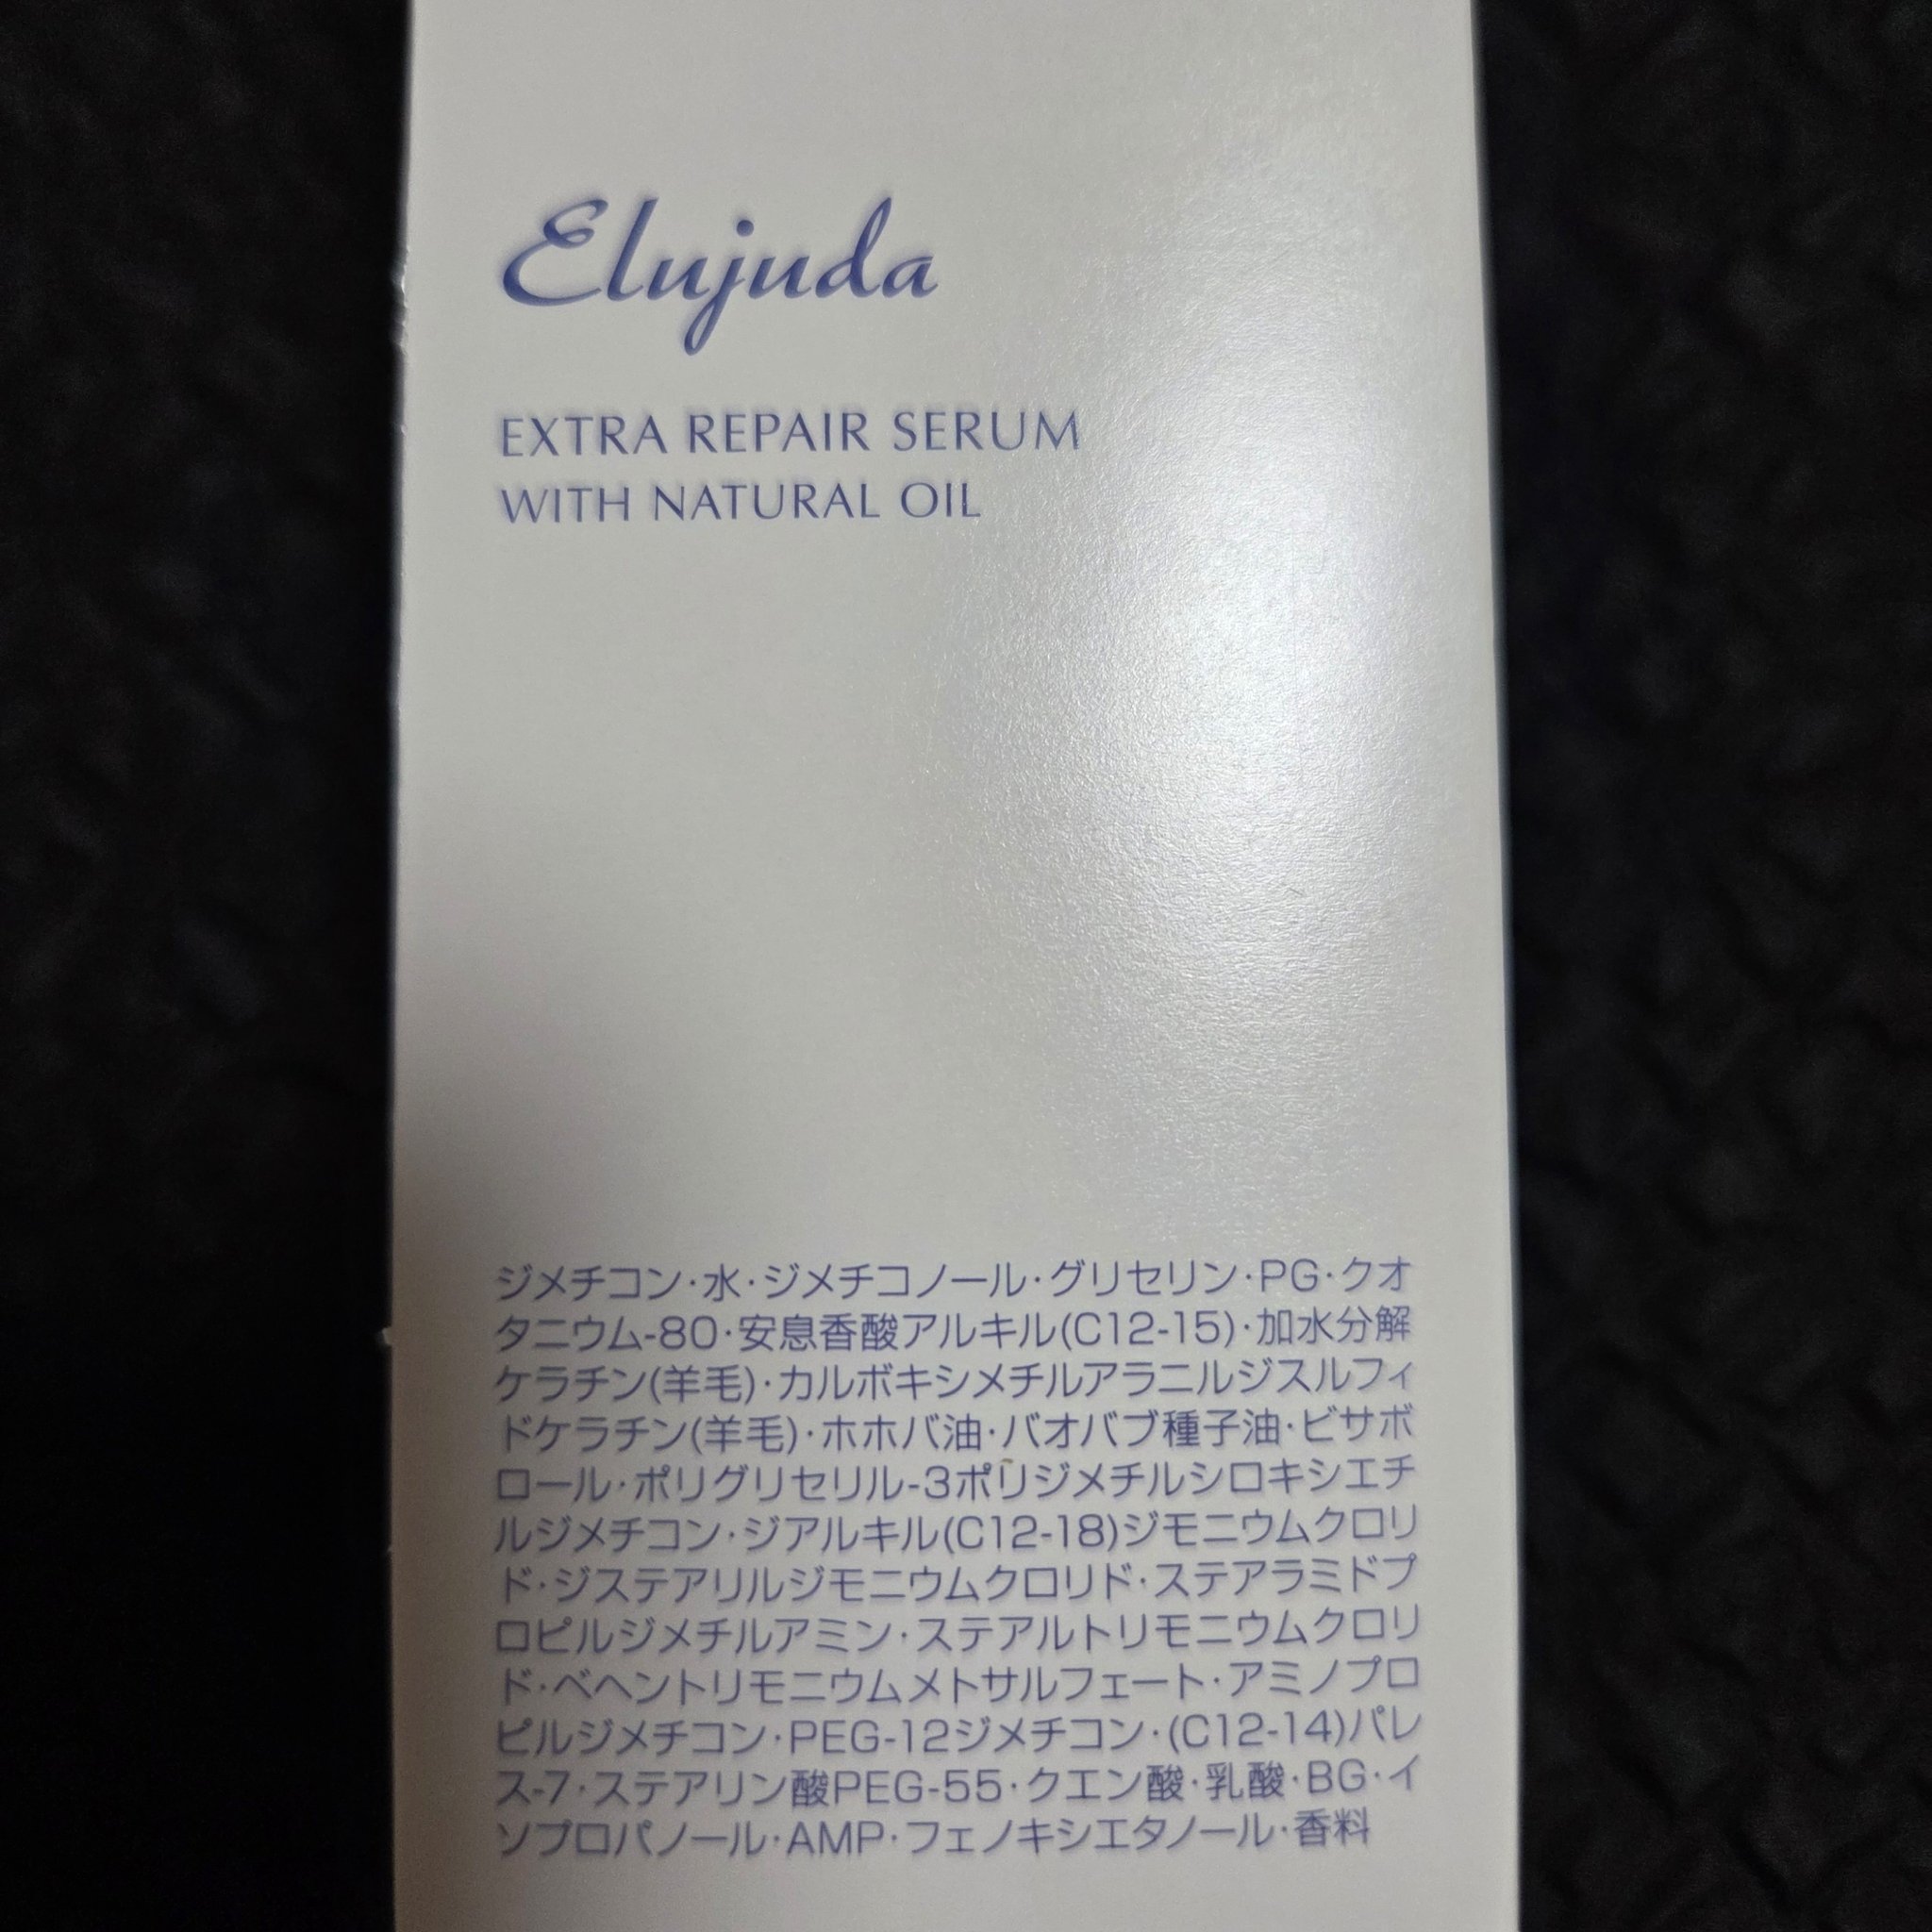 Elujuda
EXTRA REPAIR SERUM
WITH NATURAL OIL
ジメチコン・水・ジメチコノール・グリセリン・PG・クオ
タニウム-80・安息香酸アルキル(C12-15)・加水分解
ケラチン(羊毛)・カルボキシメチルアラニルジスルフィ
ドケラチン(羊毛)・ホホバ油・バオバブ種子油・ビサボ
ロール・ポリグリセリル-3ポリジメチルシロキシエチ
ルジメチコン・ジアルキル(C12-18)ジモニウムクロリ
ド・ジステアリルジモニウムクロリド・ステアラミドプ
ロピルジメチルアミン・ステアルトリモニウムクロリ
ド・ベヘントリモニウムメトサルフェート・アミノプロ
ピルジメチコン・PEG-12ジメチコン・(C12-14)パレ
ス-7・ステアリン酸PEG-55・クエン酸・乳酸・BG・イ
ソプロパノール・AMP・フェノキシエタノール・香料